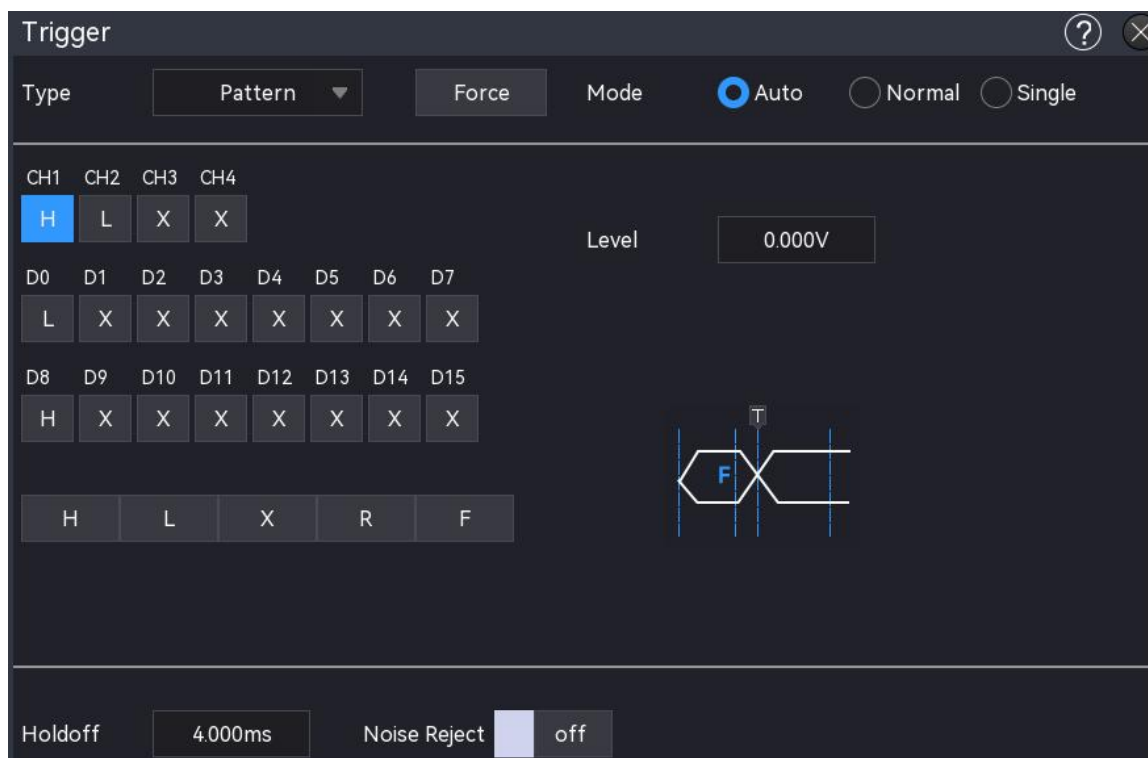 Trigger ?
Type Pattern Force Mode Auto Normal Single
CH1 CH2 CH3 CH4
H L X X
Level 0.000V
D0 D1 D2 D3 D4 D5 D6 D7
L X X X X X X X
D8 D9 D10 D11 D12 D13 D14 D15
H X X X X X X X
T
F
H L X R F
Holdoff 4.000ms Noise Reject off